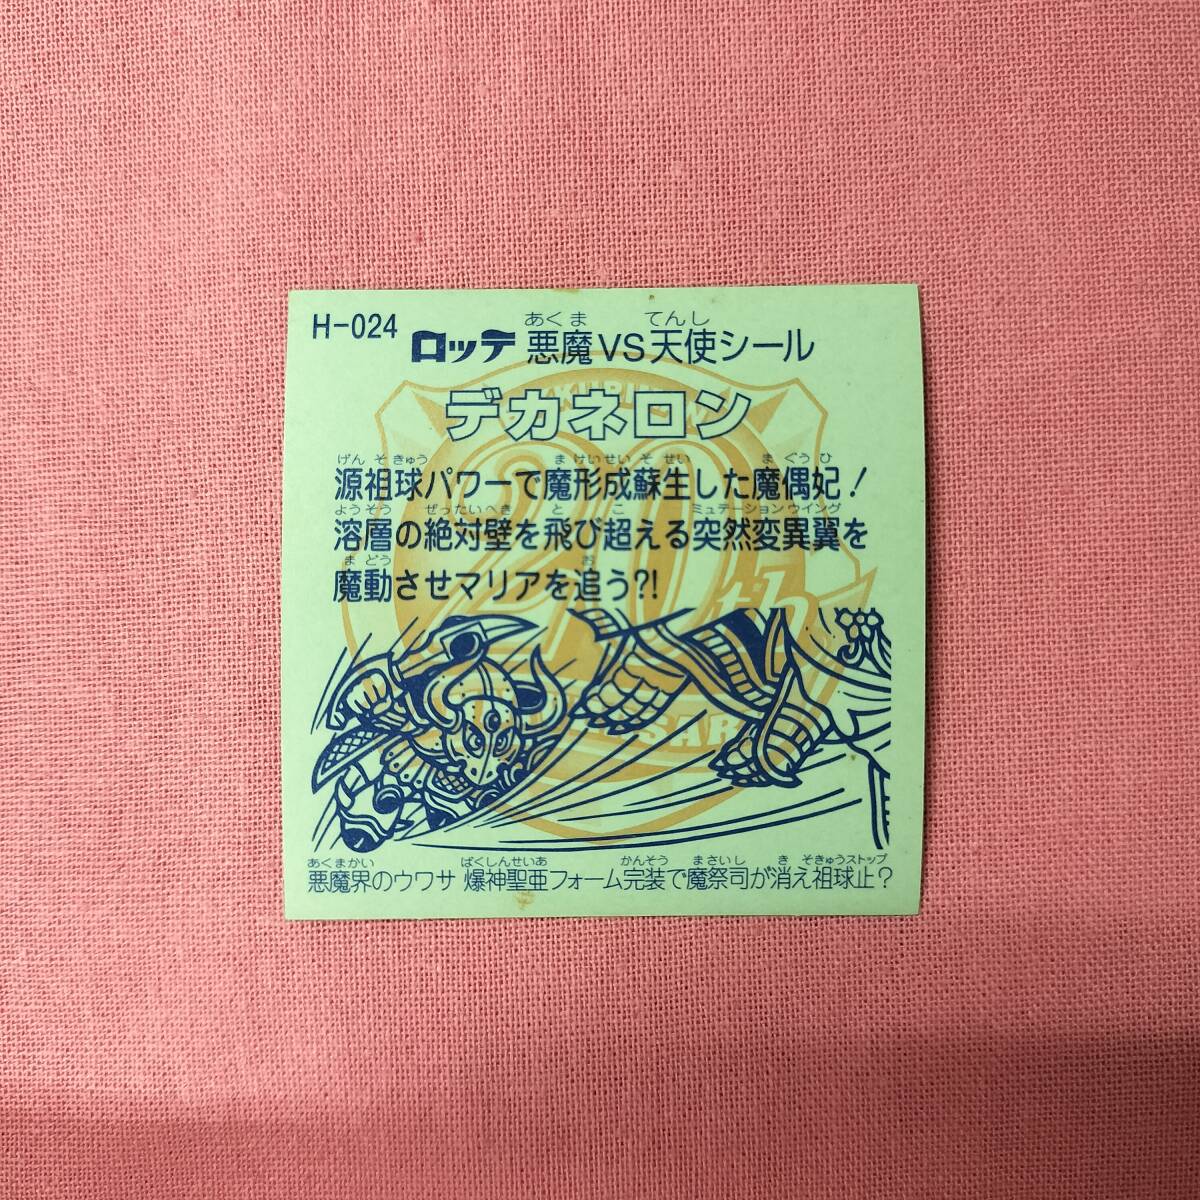 H-024 ロッテ 悪魔VS天使シール
あくま てんし
デカネロン
げんそきゅう まけいせいそせい まぐうひ
源祖球パワーで魔形成蘇生した魔偶妃!
ようそう ぜったいへき と こ ミュテーションウイング
溶層の絶対壁を飛び超える突然変異翼を
まどう お
魔動させマリアを追う?!
20th
あくまかい ばくしんせいあ かんそう まさいし き そきゅうストップ
悪魔界のウワサ 爆神聖亜フォーム完装で魔祭司が消え祖球止?